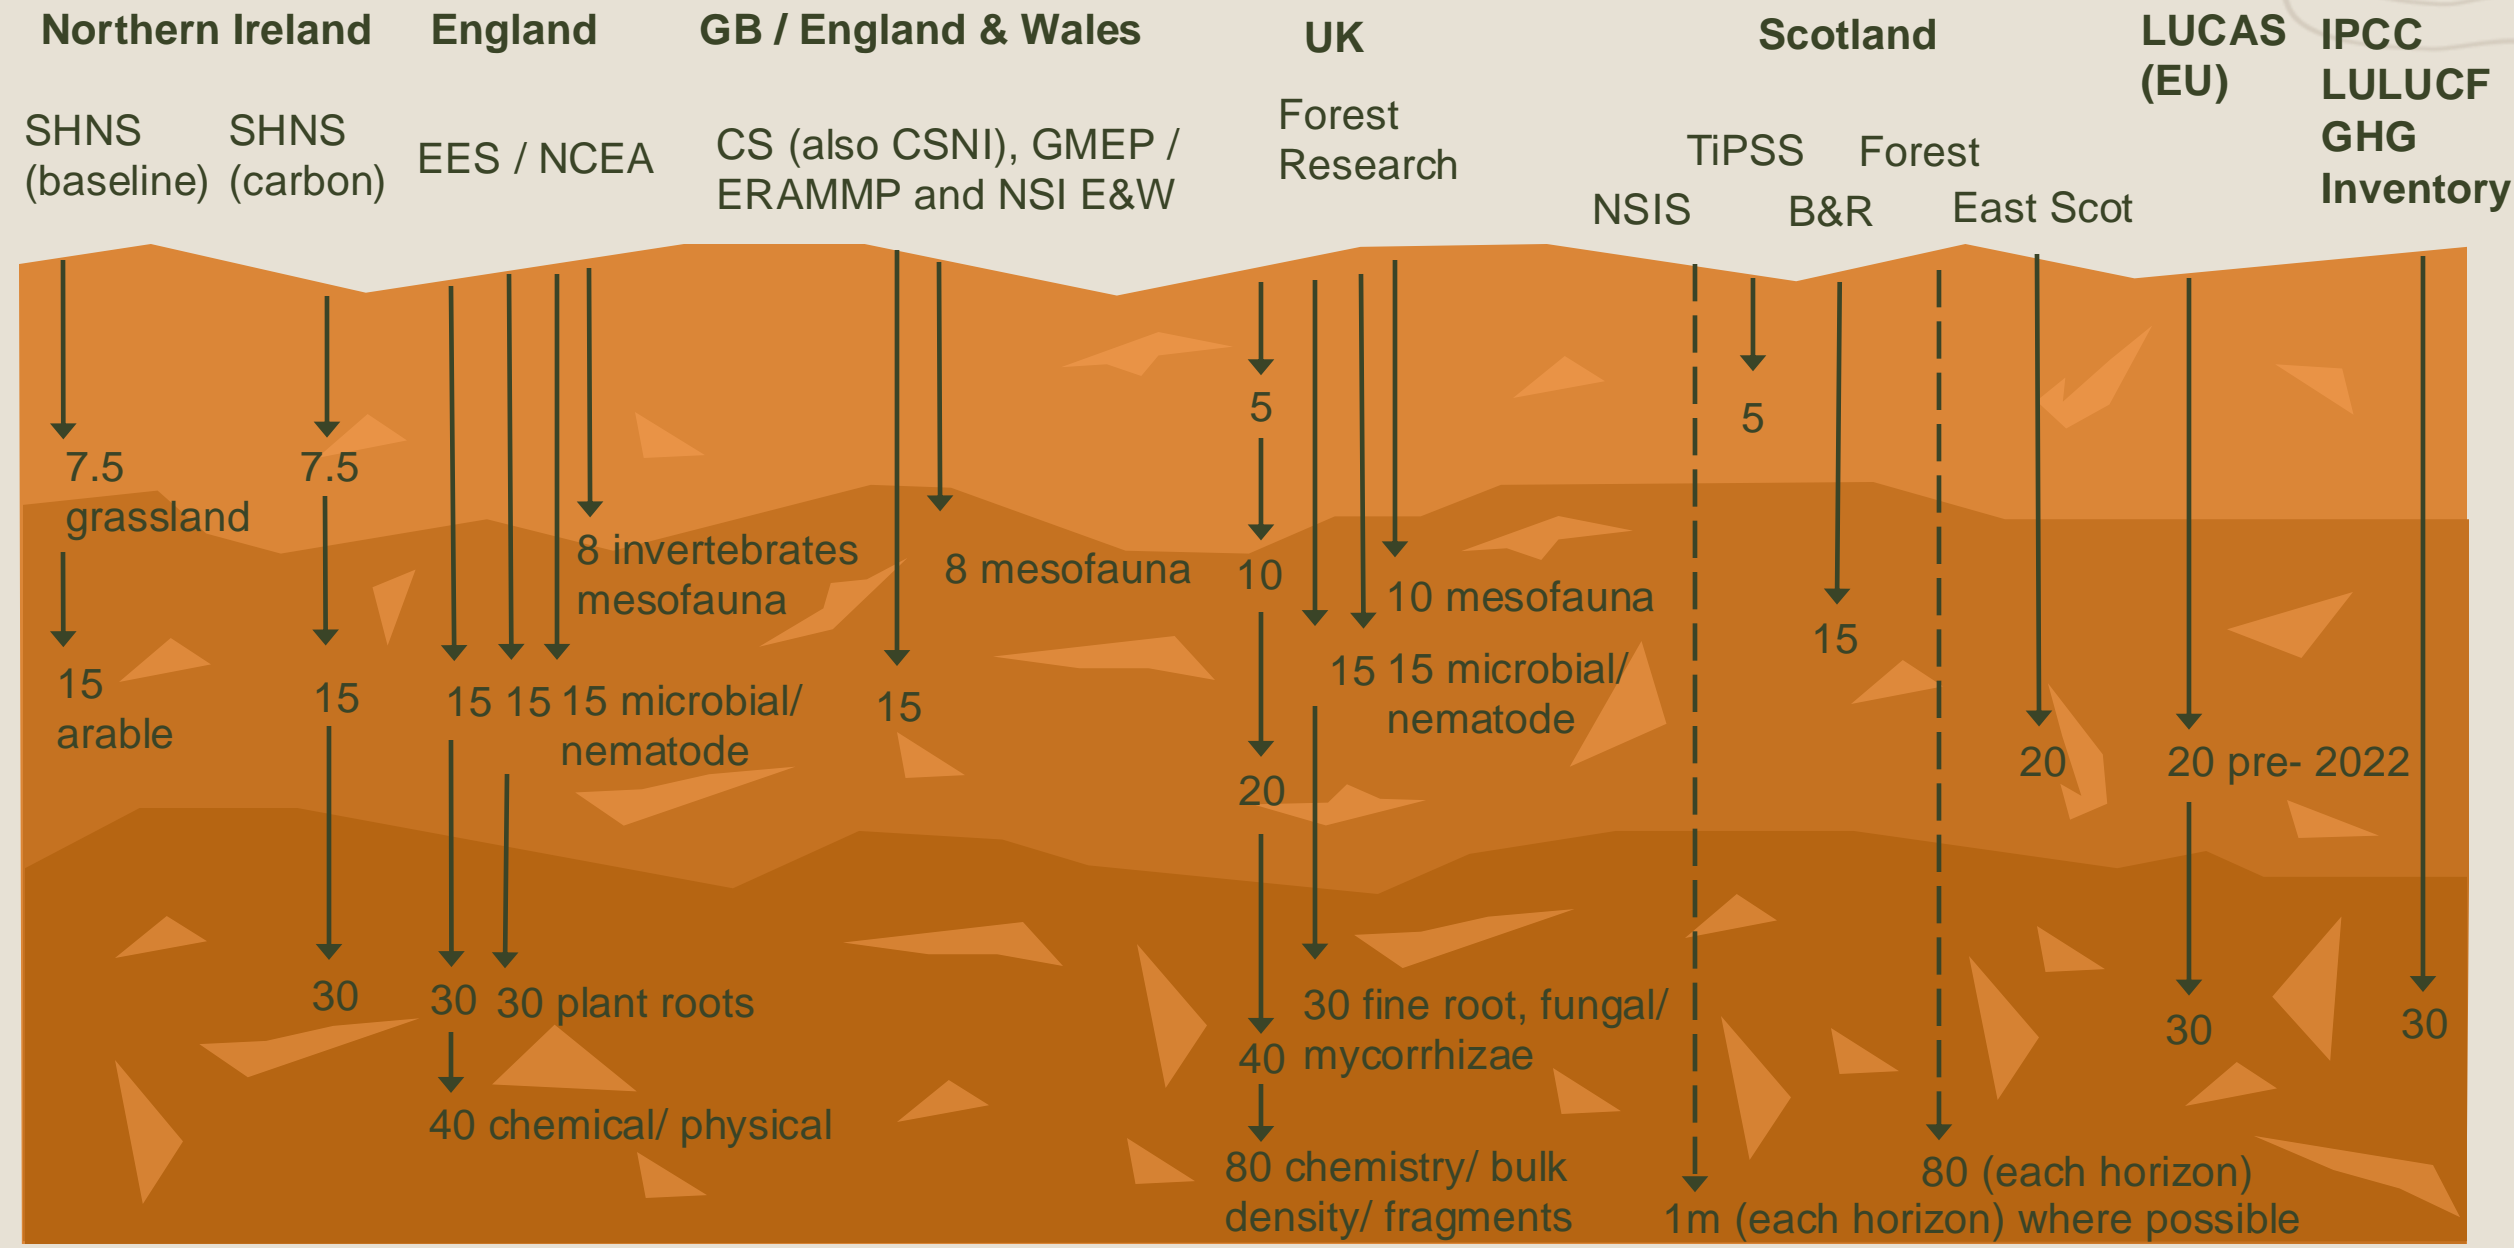 Northern Ireland
England
GB / England & Wales
UK
Scotland
LUCAS
(EU)
IPCC
LULUCF
GHG
Inventory
SHNS
(baseline)
SHNS
(carbon)
EES / NCEA
CS (also CSNI), GMEP /
ERAMMP and NSI E&W
Forest
Research
NSIS
TiPSS
B&R
Forest
East Scot
7.5
grassland
15
arable
7.5
15
30
15
30
40 chemical/ physical
15
30 plant roots
15 microbial/
nematode
8 invertebrates
mesofauna
15
8 mesofauna
5
10
20
40
80 chemistry/ bulk
density/ fragments
15
30 fine root, fungal/
mycorrhizae
15 microbial/
nematode
10 mesofauna
1m (each horizon) where possible
5
15
80 (each horizon)
20
20 pre- 2022
30
30